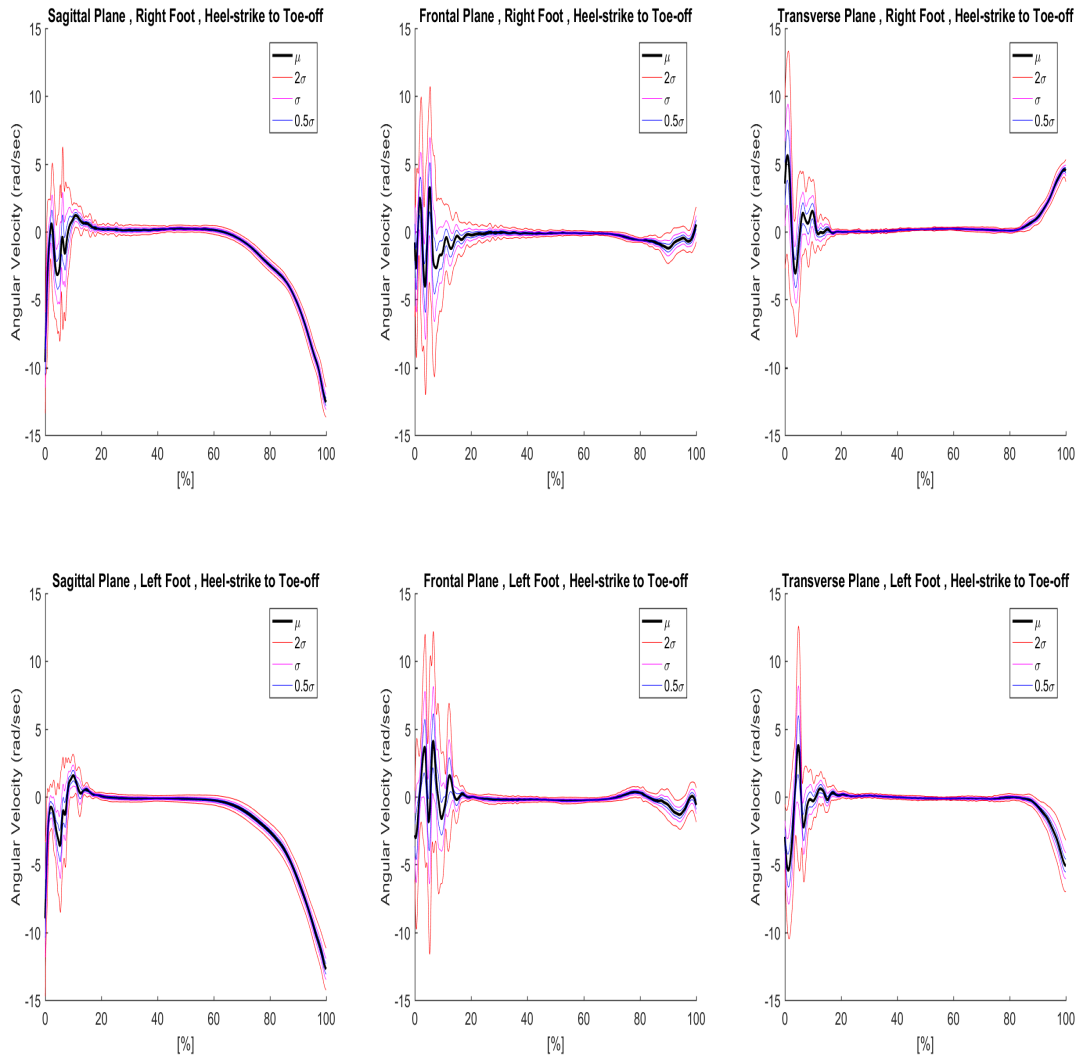 Sagittal Plane , Right Foot , Heel-strike to Toe-off
15
10
5
0
-5
-10
-15
Angular Velocity (rad/sec)
0 20 40 60 80 100
[%]
μ
2σ
σ
0.5σ
Frontal Plane , Right Foot , Heel-strike to Toe-off
15
10
5
0
-5
-10
-15
Angular Velocity (rad/sec)
0 20 40 60 80 100
[%]
μ
2σ
σ
0.5σ
Transverse Plane , Right Foot , Heel-strike to Toe-off
15
10
5
0
-5
-10
-15
Angular Velocity (rad/sec)
0 20 40 60 80 100
[%]
μ
2σ
σ
0.5σ
Sagittal Plane , Left Foot , Heel-strike to Toe-off
15
10
5
0
-5
-10
-15
Angular Velocity (rad/sec)
0 20 40 60 80 100
[%]
μ
2σ
σ
0.5σ
Frontal Plane , Left Foot , Heel-strike to Toe-off
15
10
5
0
-5
-10
-15
Angular Velocity (rad/sec)
0 20 40 60 80 100
[%]
μ
2σ
σ
0.5σ
Transverse Plane , Left Foot , Heel-strike to Toe-off
15
10
5
0
-5
-10
-15
Angular Velocity (rad/sec)
0 20 40 60 80 100
[%]
μ
2σ
σ
0.5σ